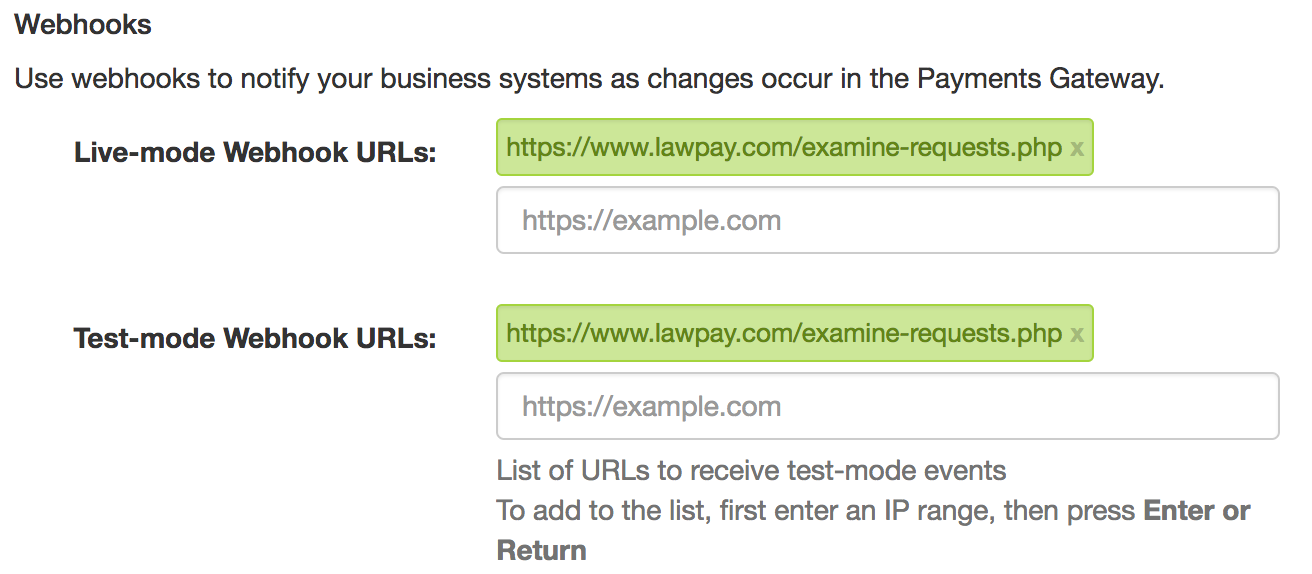 Webhooks
Use webhooks to notify your business systems as changes occur in the Payments Gateway.
Live-mode Webhook URLs:
https://www.lawpay.com/examine-requests.php x
https://example.com
Test-mode Webhook URLs:
https://www.lawpay.com/examine-requests.php x
https://example.com
List of URLs to receive test-mode events
To add to the list, first enter an IP range, then press Enter or
Return